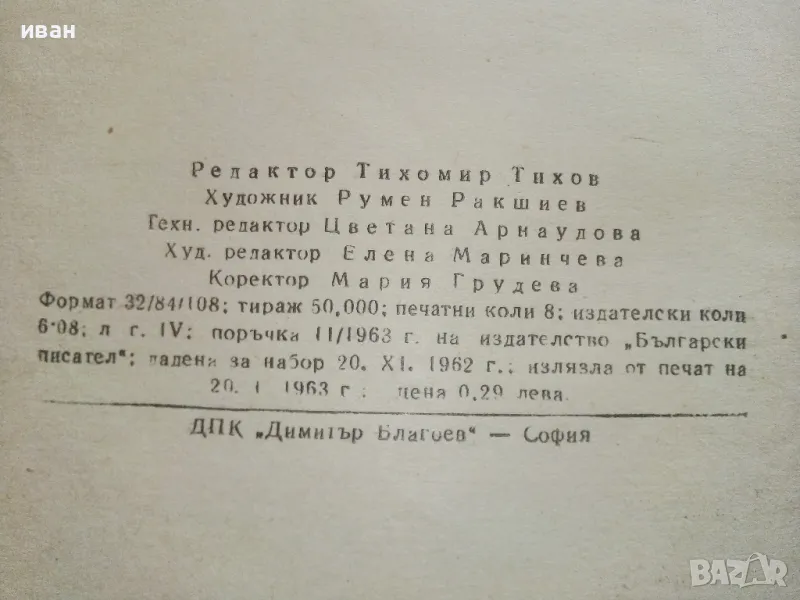 иван
Редактор Тихомир Тихов
Художник Румен Ракшиев
Техн. редактор Цветана Арнаудова
Худ. редактор Елена Маринчева
Коректор Мария Грудева
Формат 32/84/108; тираж 50,000; печатни коли 8; издателски коли
6·08; л г. IV; поръчка 11/1963 г. на издателство „Български
писател“; дадена за набор 20. XI. 1962 г.; излязла от печат на
20. I 1963 г; цена 0,29 лева.
ДПК „Димитър Благоев“ — София
BAZAR